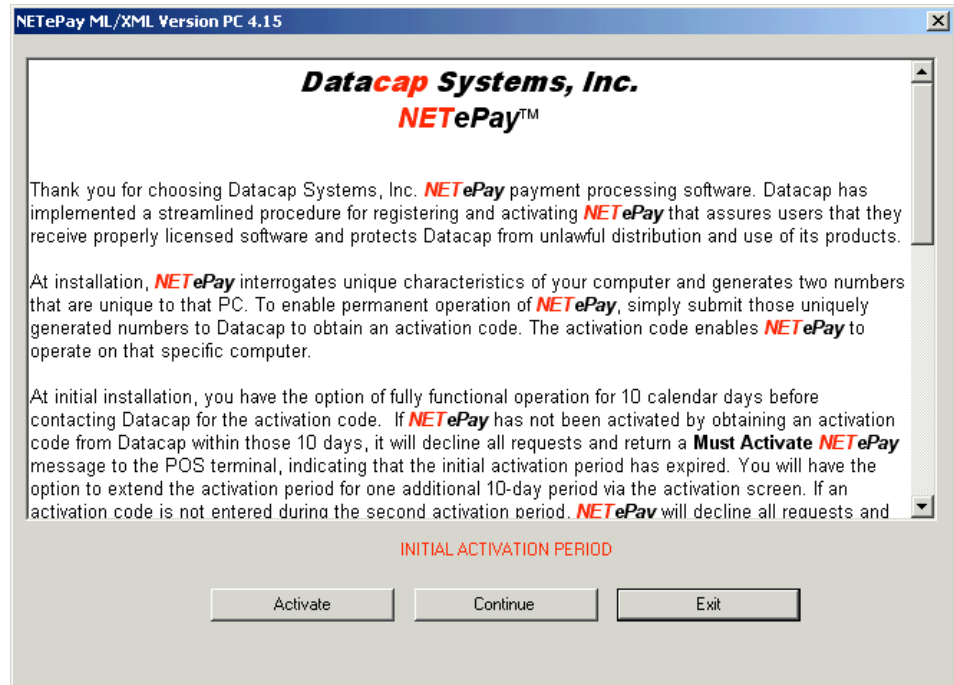 NETePay ML/XML Version PC 4.15
Datacap Systems, Inc.
NETePay™
Thank you for choosing Datacap Systems, Inc. NETePay payment processing software. Datacap has
implemented a streamlined procedure for registering and activating NETePay that assures users that they
receive properly licensed software and protects Datacap from unlawful distribution and use of its products.
At installation, NETePay interrogates unique characteristics of your computer and generates two numbers
that are unique to that PC. To enable permanent operation of NETePay, simply submit those uniquely
generated numbers to Datacap to obtain an activation code. The activation code enables NETePay to
operate on that specific computer.
At initial installation, you have the option of fully functional operation for 10 calendar days before
contacting Datacap for the activation code.  If NETePay has not been activated by obtaining an activation
code from Datacap within those 10 days, it will decline all requests and return a Must Activate NETePay
message to the POS terminal, indicating that the initial activation period has expired. You will have the
option to extend the activation period for one additional 10-day period via the activation screen. If an
activation code is not entered during the second activation period, NETePay will decline all requests and
INITIAL ACTIVATION PERIOD
Activate
Continue
Exit